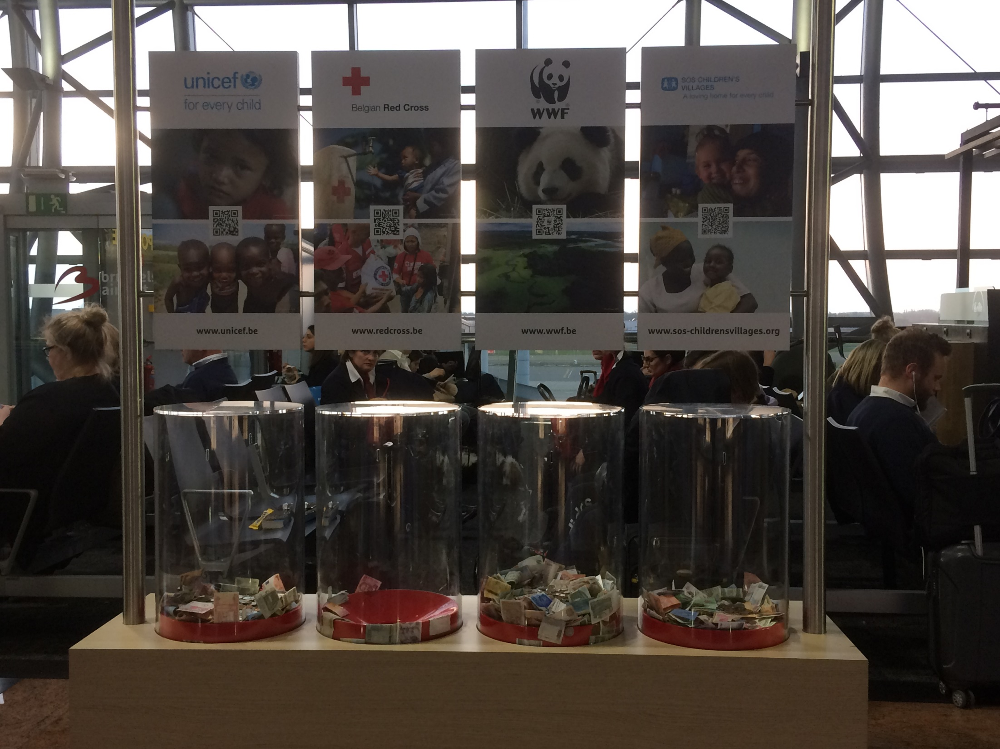 unicef
for every child
www.unicef.be
Belgian Red Cross
www.redcross.be
WWF
www.wwf.be
SOS CHILDREN'S
VILLAGES
A loving home for every child
www.sos-childrensvillages.org
brussels